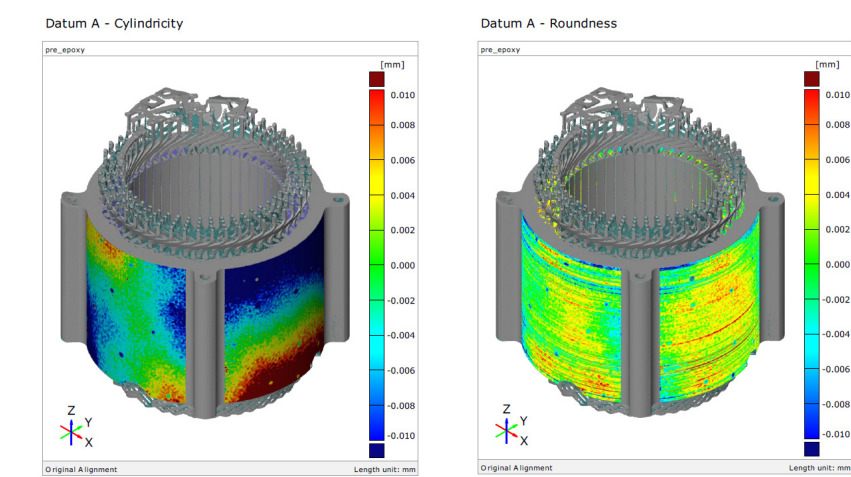 Datum A - Cylindricity
pre_epoxy
[mm]
0.010
0.008
0.006
0.004
0.002
0.000
-0.002
-0.004
-0.006
-0.008
-0.010
Z
Y
X
Original Alignment
Length unit: mm
Datum A - Roundness
pre_epoxy
[mm]
0.010
0.008
0.006
0.004
0.002
0.000
-0.002
-0.004
-0.006
-0.008
-0.010
Z
Y
X
Original Alignment
Length unit: mm